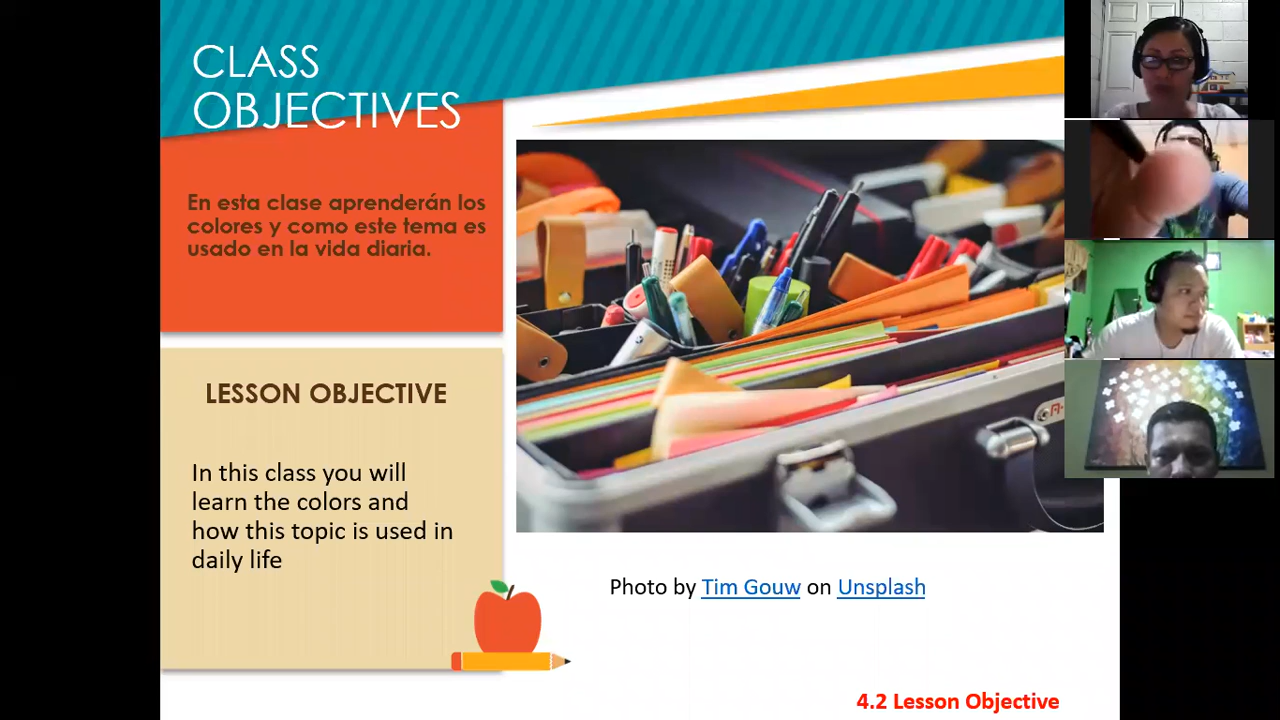 CLASS
OBJECTIVES
En esta clase aprenderán los
colores y como este tema es
usado en la vida diaria.
LESSON OBJECTIVE
In this class you will
learn the colors and
how this topic is used in
daily life
Photo by Tim Gouw on Unsplash
4.2 Lesson Objective